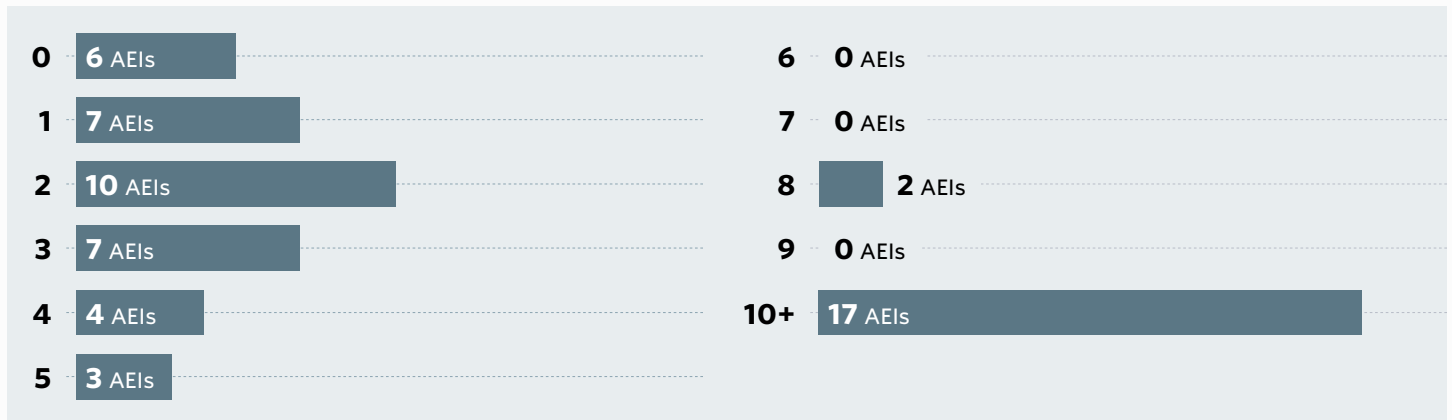 0 6 AEIs
1 7 AEIs
2 10 AEIs
3 7 AEIs
4 4 AEIs
5 3 AEIs
6 0 AEIs
7 0 AEIs
8 2 AEIs
9 0 AEIs
10+ 17 AEIs